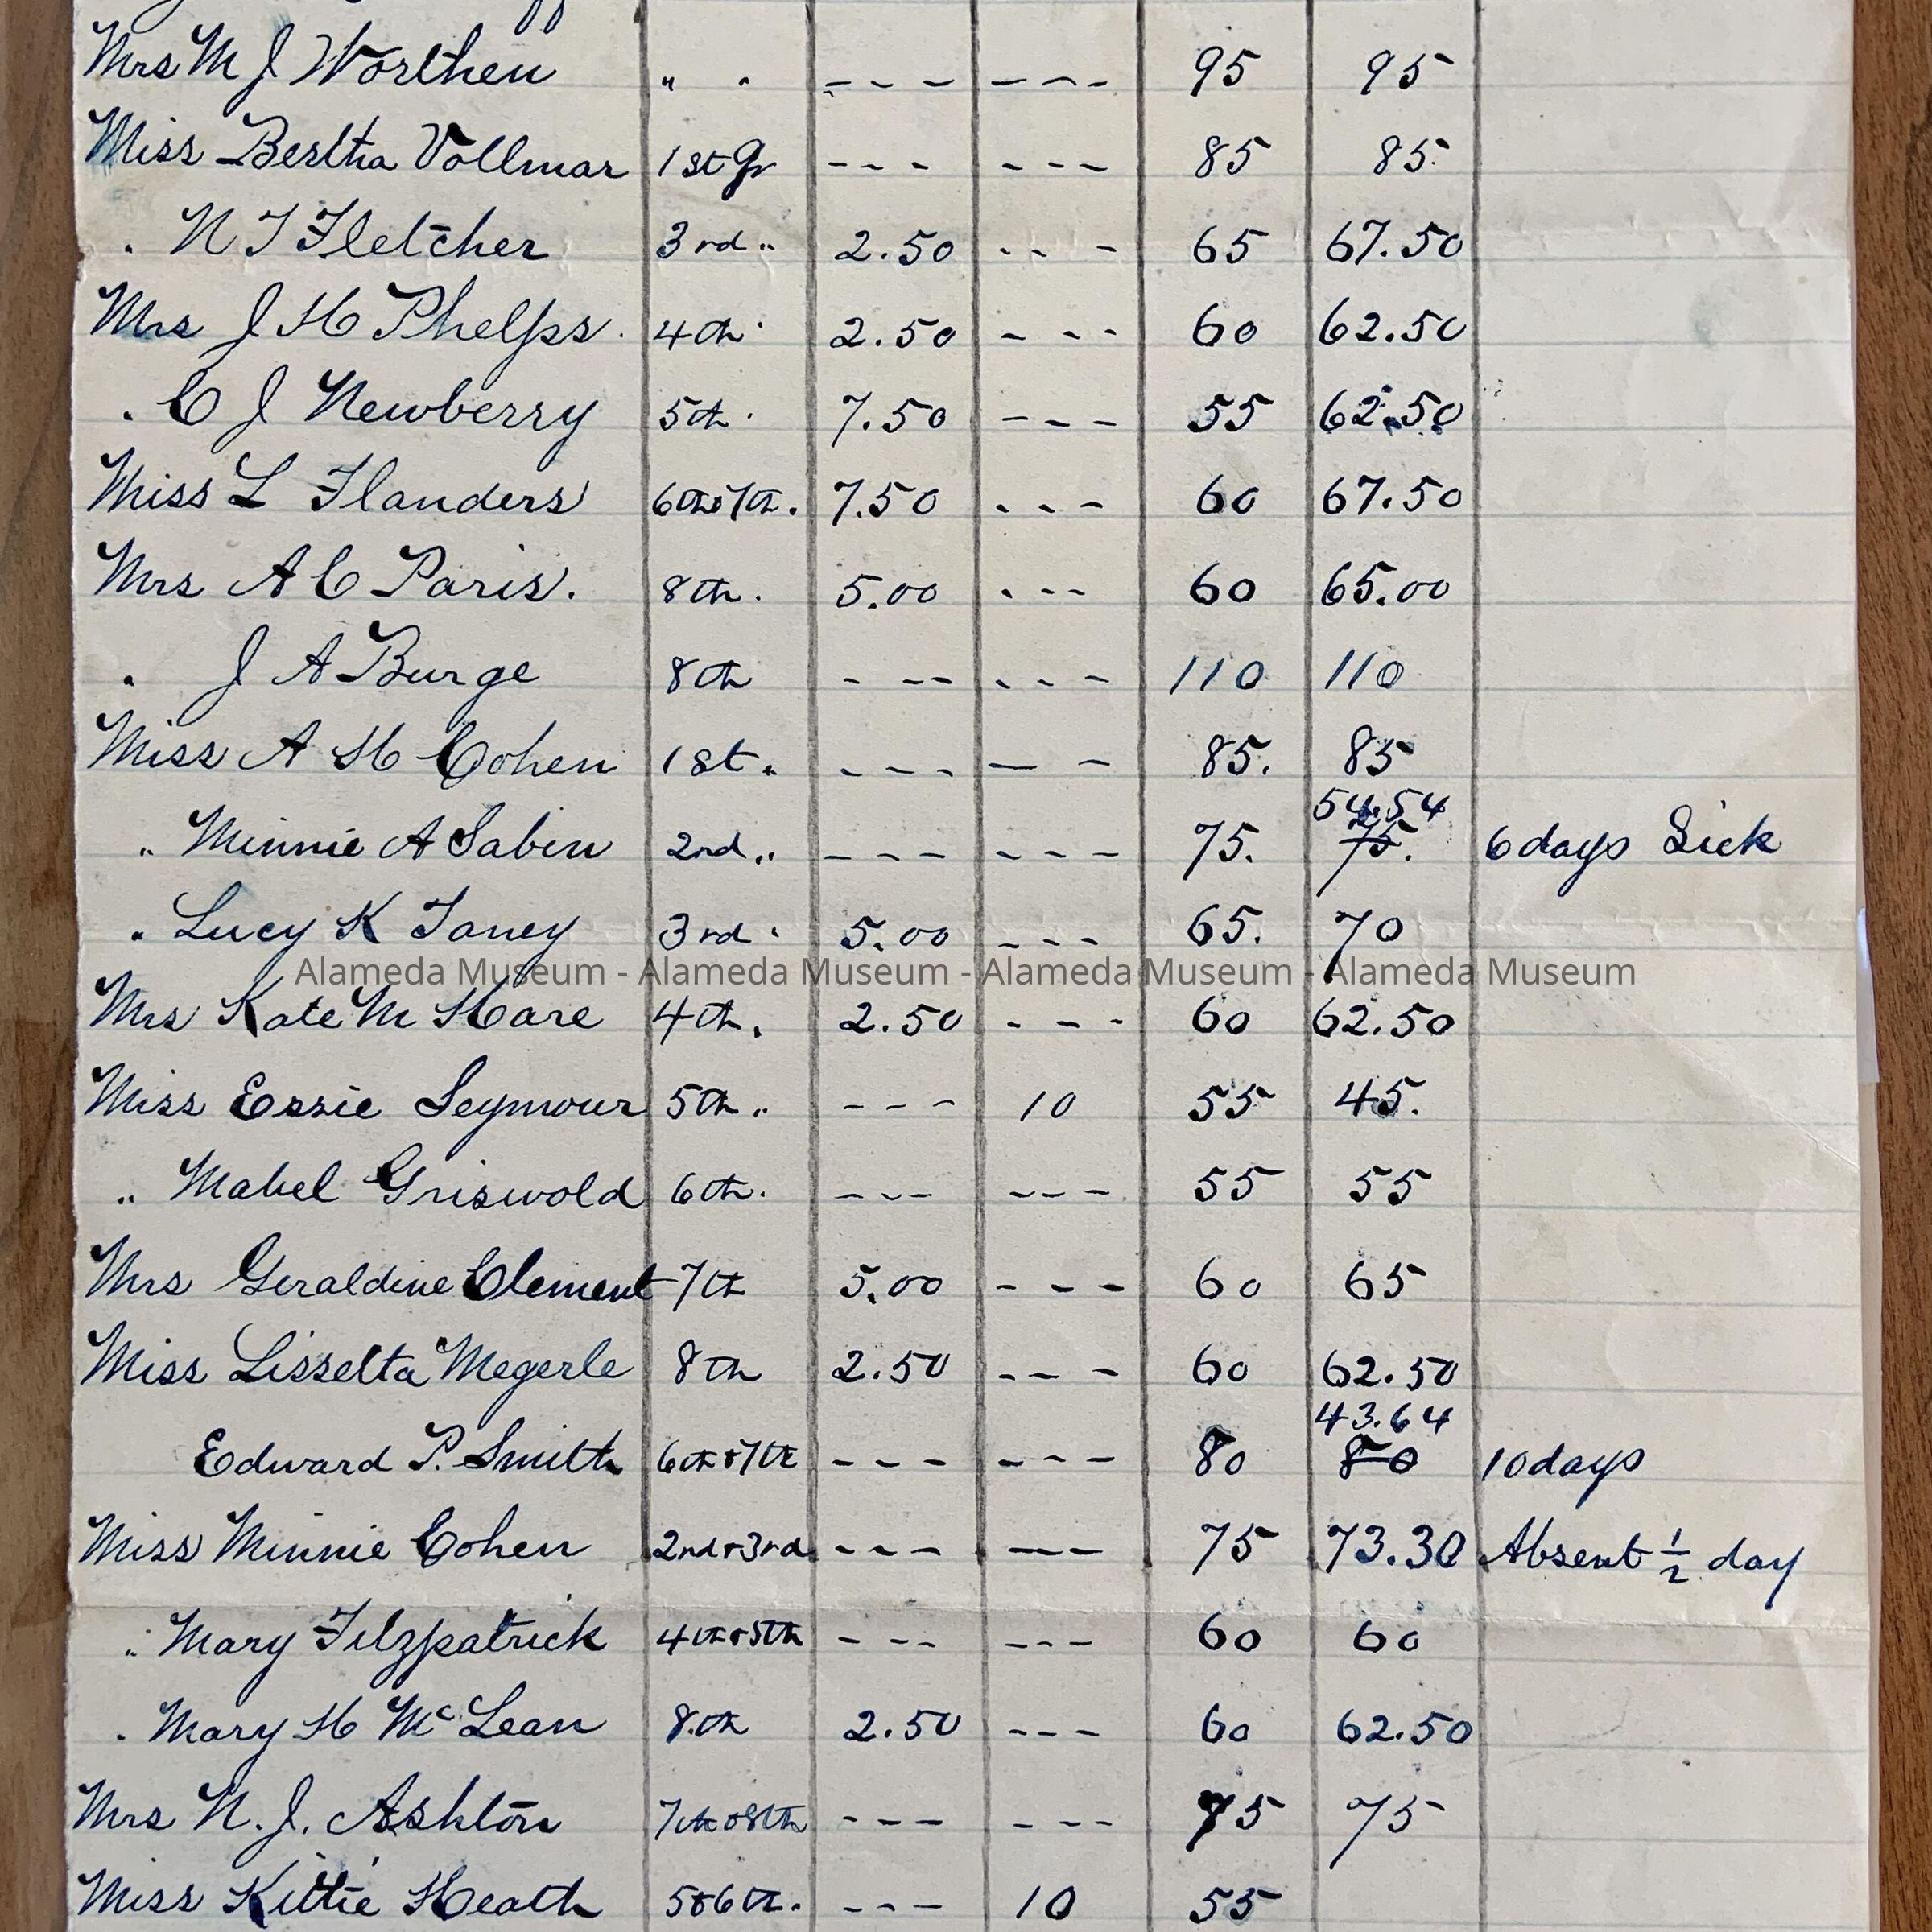 Mrs M J Worthen " " - - - - - - 95 95
Miss Bertha Vollmar 1st Gr - - - - - - 85 85
. N T Fletcher 3rd " 2.50 - - - 65 67.50
Mrs J H Phelps. 4th " 2.50 - - - 60 62.50
. C J Newberry 5th " 7.50 - - - 55 62.50
Miss L Flanders 6th & 7th. 7.50 - - - 60 67.50
Mrs A C Paris. 8th. 5.00 - - - 60 65.00
. J A Burge 8th - - - - - - 110 110
Miss A H Cohen 1st " - - - - - 85. 85
54.54
" Minnie A Sabin 2nd " - - - - - - 75. 75. 6 days Sick
" Lucy K Taney 3rd " 5.00 - - - 65. 70
Alameda Museum - Alameda Museum - Alameda Museum - Alameda Museum
Mrs Kate M Hare 4th. 2.50 - - - 60 62.50
Miss Essie Seymour 5th " - - - 10 55 45.
" Mabel Griswold 6th. - - - - - - 55 55
Mrs Geraldine Clement 7th 5.00 - - - 60 65
Miss Lisselta Megerle 8th 2.50 - - - 60 62.50
43.64
Edward P. Smith 6th & 7th - - - - - - 80 80 10 days
Miss Minnie Cohen 2nd & 3rd - - - - - 75 73.30 Absent ½ day
" Mary Fitzpatrick 4th & 5th - - - - - - 60 60
. Mary H McLean 8th 2.50 - - - 60 62.50
Mrs N. J. Ashton 7th & 8th - - - - - - 75 75
Miss Kittie Heath 5 & 6th. - - - 10 55